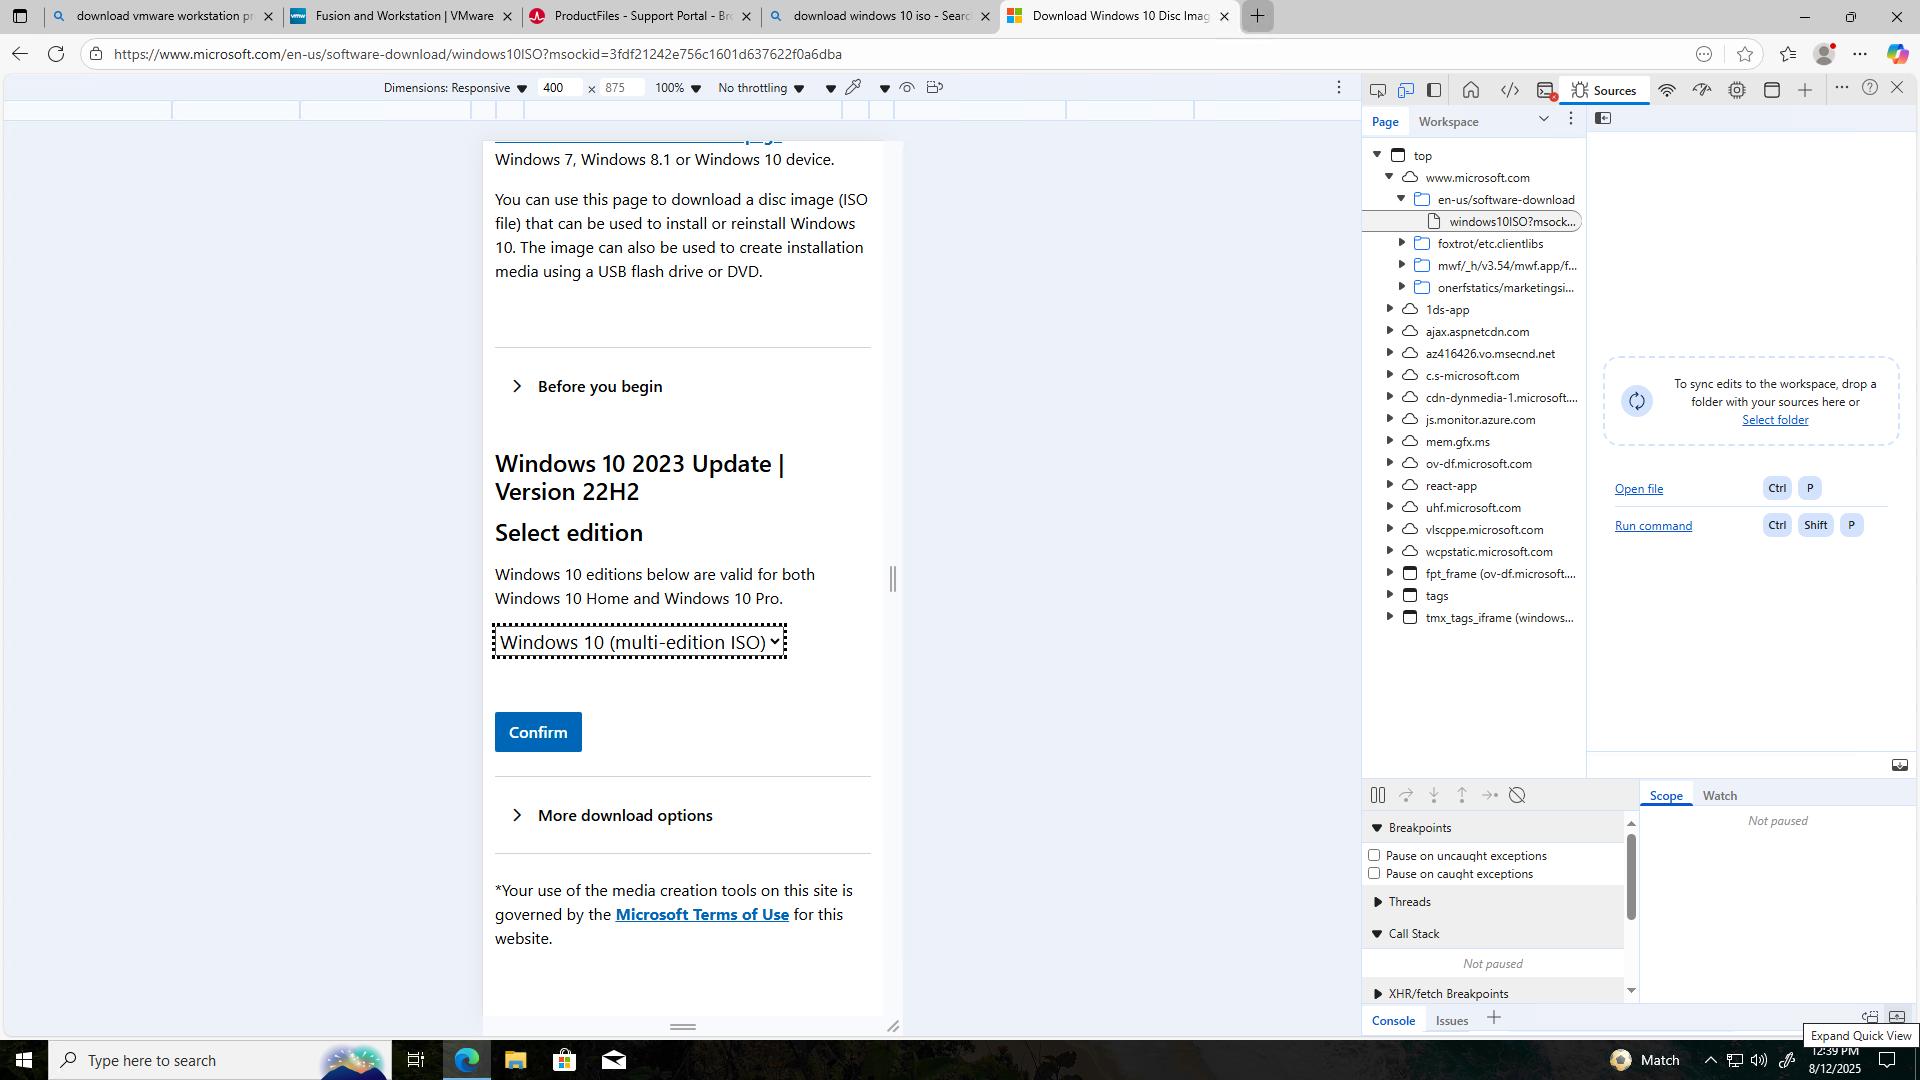 download vmware workstation pr
Fusion and Workstation | VMware
ProductFiles - Support Portal - Bro
download windows 10 iso - Search
Download Windows 10 Disc Imag
https://www.microsoft.com/en-us/software-download/windows10ISO?msockid=3fdf21242e756c1601d637622f0a6dba
Dimensions: Responsive 400 × 875 100% No throttling
Windows 7, Windows 8.1 or Windows 10 device.
You can use this page to download a disc image (ISO
file) that can be used to install or reinstall Windows
10. The image can also be used to create installation
media using a USB flash drive or DVD.
Before you begin
Windows 10 2023 Update |
Version 22H2
Select edition
Windows 10 editions below are valid for both
Windows 10 Home and Windows 10 Pro.
Windows 10 (multi-edition ISO)
Confirm
More download options
*Your use of the media creation tools on this site is
governed by the Microsoft Terms of Use for this
website.
Sources
Page Workspace
top
www.microsoft.com
en-us/software-download
windows10ISO?msock...
foxtrot/etc.clientlibs
mwf/_h/v3.54/mwf.app/f...
onerfstatics/marketingsi...
1ds-app
ajax.aspnetcdn.com
az416426.vo.msecnd.net
c.s-microsoft.com
cdn-dynmedia-1.microsoft....
js.monitor.azure.com
mem.gfx.ms
ov-df.microsoft.com
react-app
uhf.microsoft.com
vlscppe.microsoft.com
wcpstatic.microsoft.com
fpt_frame (ov-df.microsoft....
tags
tmx_tags_iframe (windows...
To sync edits to the workspace, drop a
folder with your sources here or
Select folder
Open file Ctrl P
Run command Ctrl Shift P
Breakpoints
Pause on uncaught exceptions
Pause on caught exceptions
Threads
Call Stack
Not paused
XHR/fetch Breakpoints
Scope Watch
Not paused
Console Issues
Expand Quick View
Type here to search
Match
12:39 PM
8/12/2025